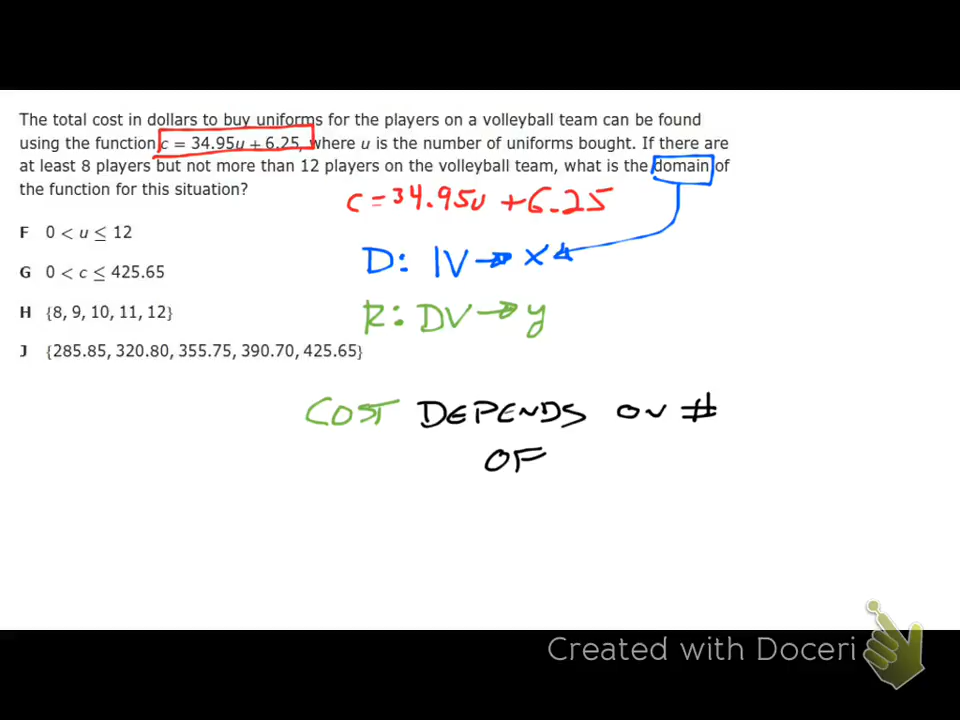 The total cost in dollars to buy uniforms for the players on a volleyball team can be found
using the function c = 34.95u + 6.25, where u is the number of uniforms bought. If there are
at least 8 players but not more than 12 players on the volleyball team, what is the domain of
the function for this situation?
c = 34.95u + 6.25
F 0 < u ≤ 12
D: IV → x
G 0 < c ≤ 425.65
H {8, 9, 10, 11, 12}
R: DV → y
J {285.85, 320.80, 355.75, 390.70, 425.65}
COST DEPENDS ON #
OF
Created with Doceri